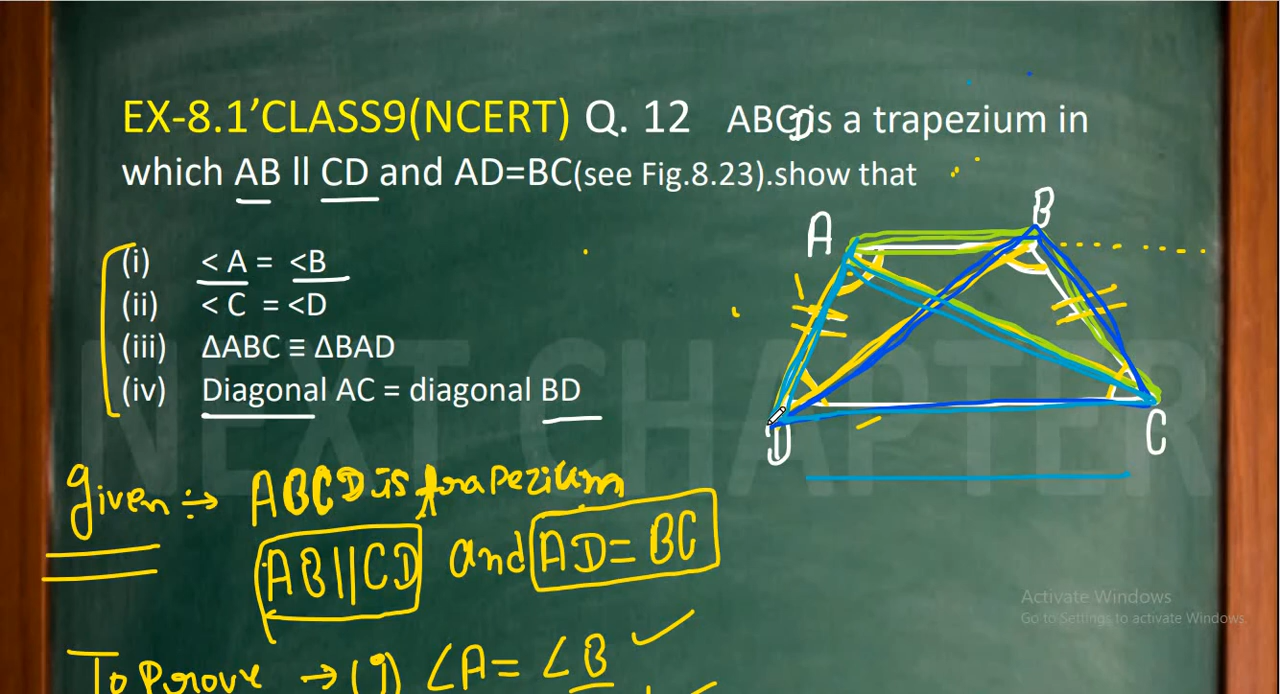 EX-8.1’CLASS9(NCERT) Q. 12 ABCD is a trapezium in
which AB ll CD and AD=BC(see Fig.8.23).show that
(i) < A = <B
(ii) < C = <D
(iii) ΔABC ≡ ΔBAD
(iv) Diagonal AC = diagonal BD
A
B
D
C
NEXT CHAPTER
Given :→ ABCD is trapezium
AB||CD and AD = BC
To Prove → (i) ∠A = ∠B
Activate Windows
Go to Settings to activate Windows.